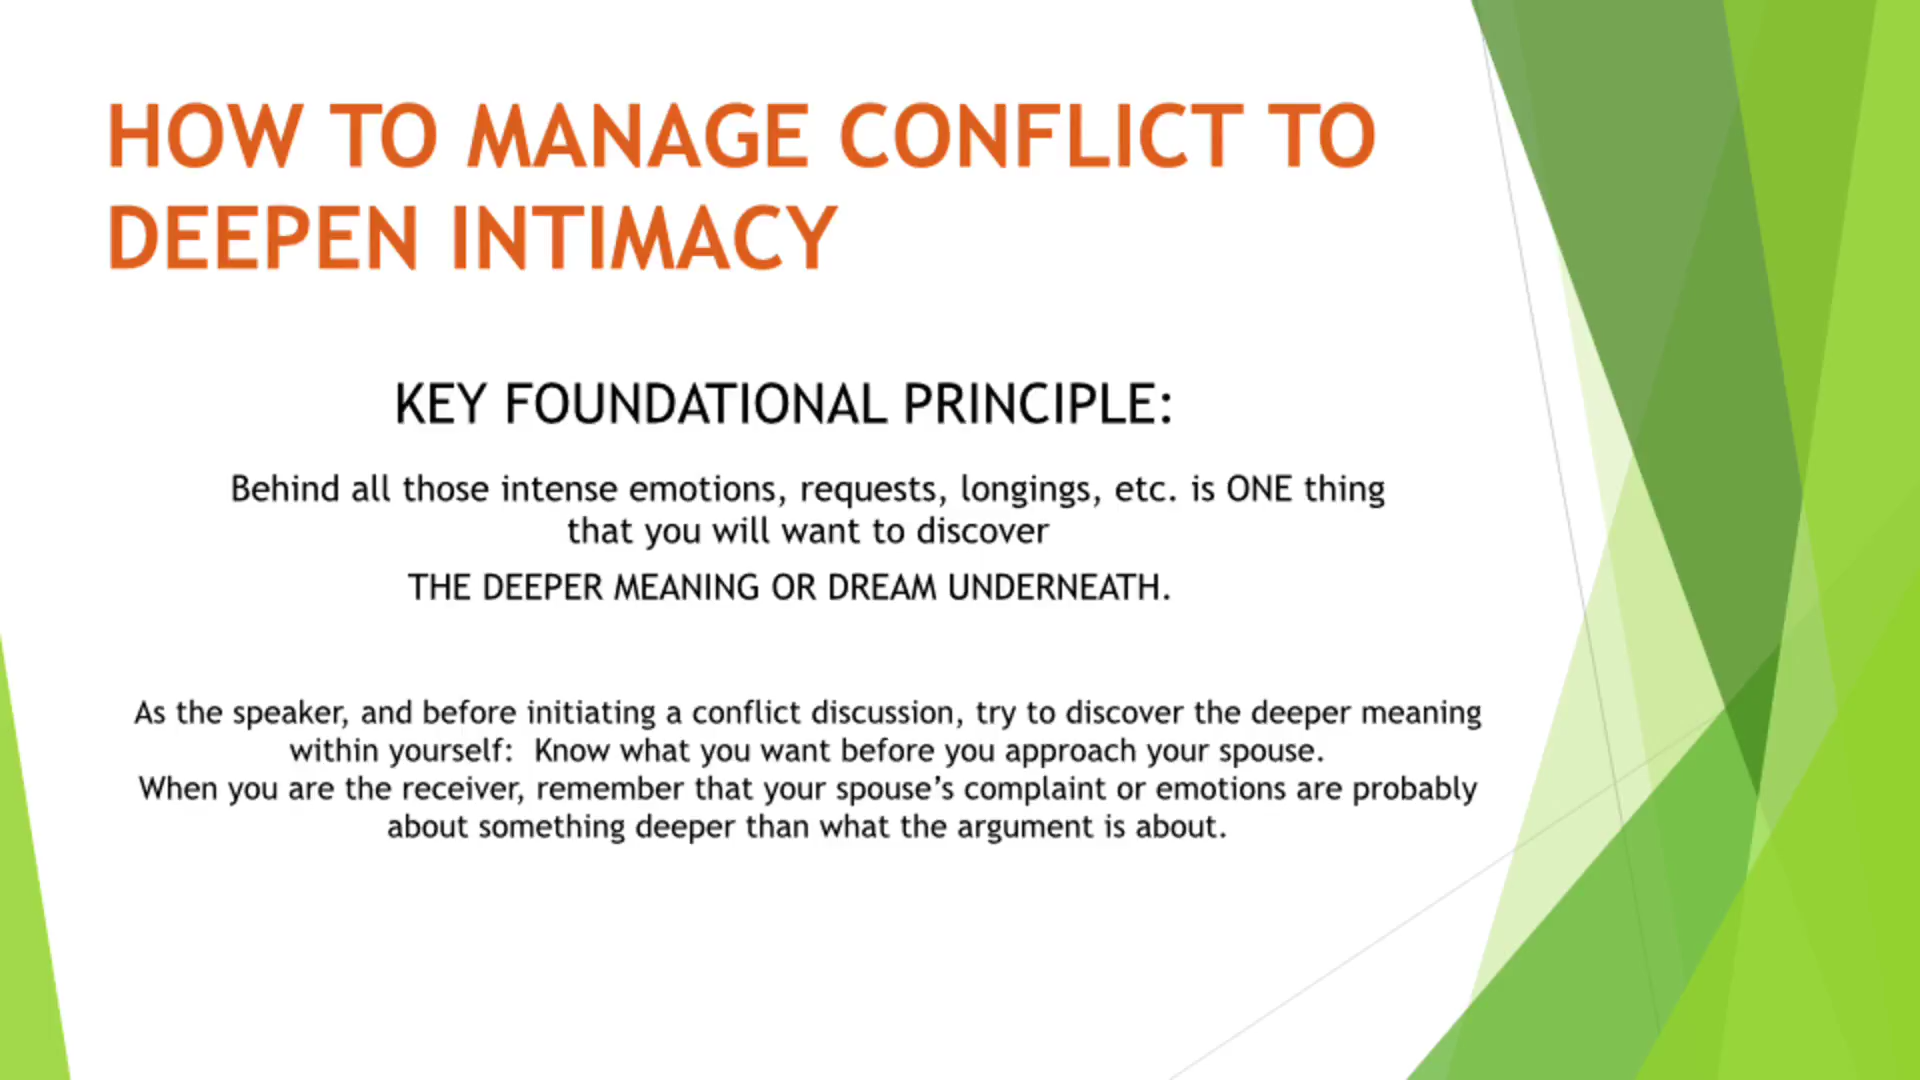 HOW TO MANAGE CONFLICT TO
DEEPEN INTIMACY
KEY FOUNDATIONAL PRINCIPLE:
Behind all those intense emotions, requests, longings, etc. is ONE thing
that you will want to discover
THE DEEPER MEANING OR DREAM UNDERNEATH.
As the speaker, and before initiating a conflict discussion, try to discover the deeper meaning
within yourself:  Know what you want before you approach your spouse.
When you are the receiver, remember that your spouse’s complaint or emotions are probably
about something deeper than what the argument is about.